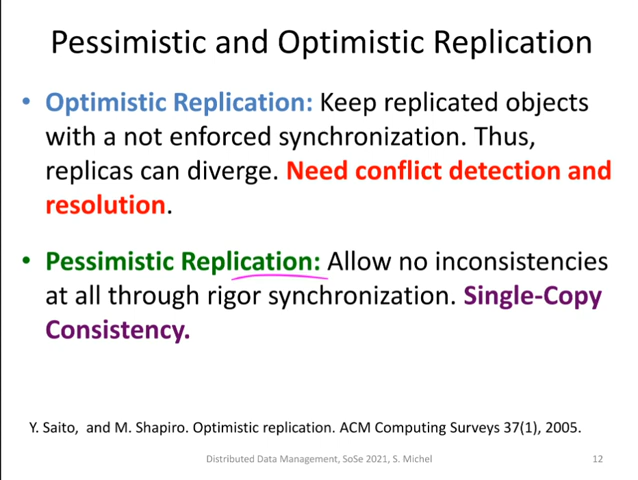 Pessimistic and Optimistic Replication
• Optimistic Replication: Keep replicated objects
with a not enforced synchronization. Thus,
replicas can diverge. Need conflict detection and
resolution.
• Pessimistic Replication: Allow no inconsistencies
at all through rigor synchronization. Single-Copy
Consistency.
Y. Saito, and M. Shapiro. Optimistic replication. ACM Computing Surveys 37(1), 2005.
Distributed Data Management, SoSe 2021, S. Michel
12